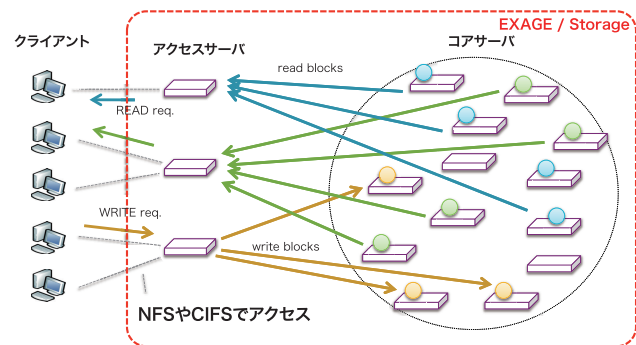 EXAGE / Storage
クライアント
アクセスサーバ
コアサーバ
read blocks
READ req.
WRITE req.
write blocks
NFSやCIFSでアクセス